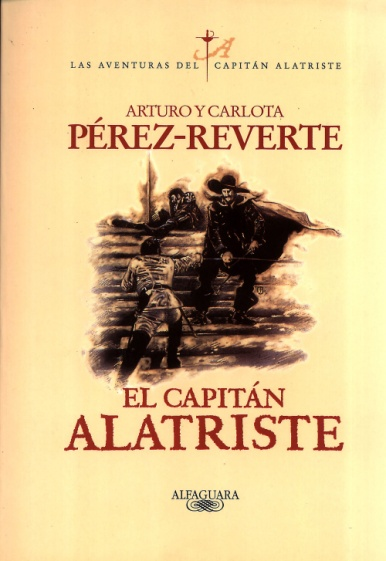 LAS AVENTURAS DEL CAPITÁN ALATRISTE
ARTURO Y CARLOTA
PÉREZ-REVERTE
EL CAPITÁN
ALATRISTE
ALFAGUARA